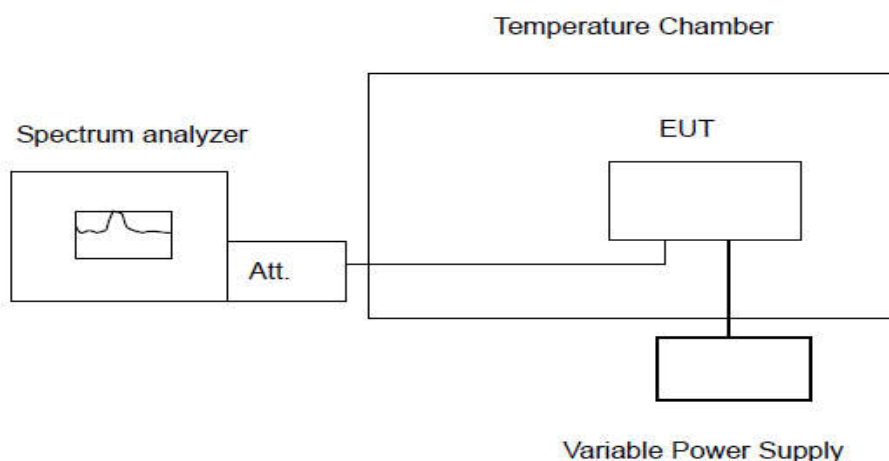 Temperature Chamber
Spectrum analyzer
EUT
Att.
Variable Power Supply